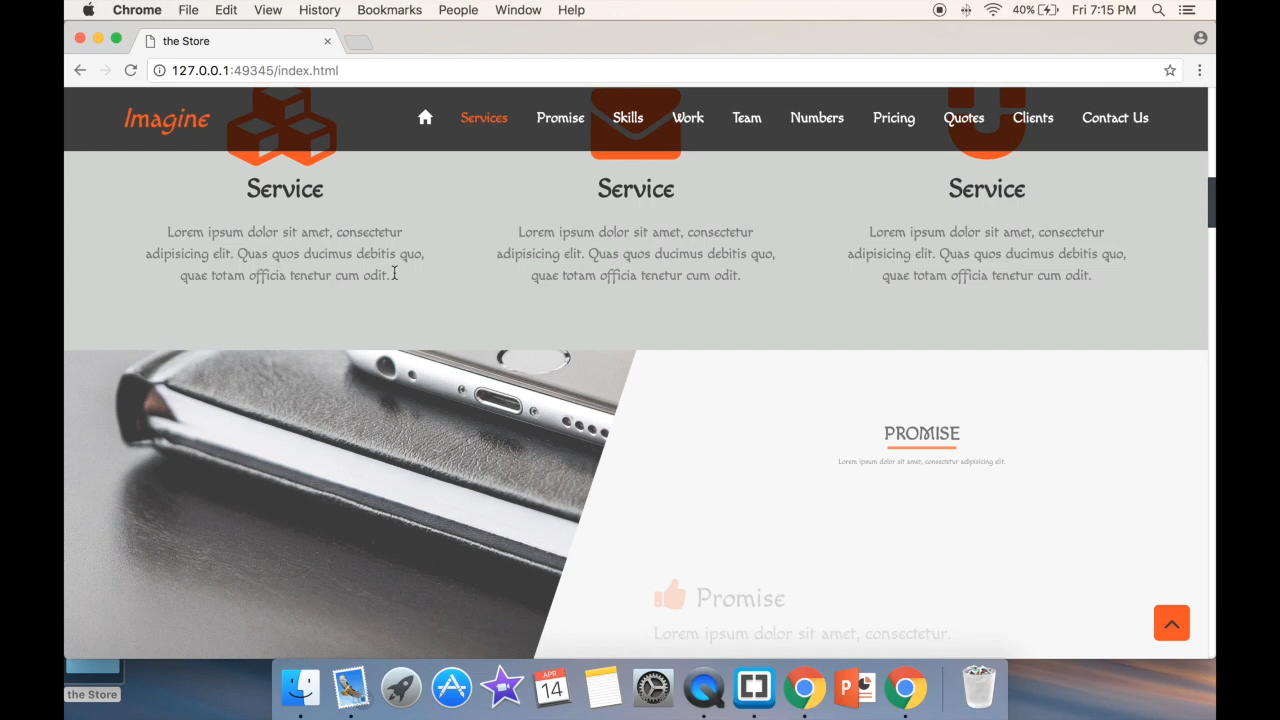 Chrome File Edit View History Bookmarks People Window Help 40% Fri 7:15 PM
the Store
127.0.0.1:49345/index.html
Imagine Services Promise Skills Work Team Numbers Pricing Quotes Clients Contact Us
Service Service Service
Lorem ipsum dolor sit amet, consectetur Lorem ipsum dolor sit amet, consectetur Lorem ipsum dolor sit amet, consectetur
adipisicing elit. Quas quos ducimus debitis quo, adipisicing elit. Quas quos ducimus debitis quo, adipisicing elit. Quas quos ducimus debitis quo,
quae totam officia tenetur cum odit. quae totam officia tenetur cum odit. quae totam officia tenetur cum odit.
PROMISE
Lorem ipsum dolor sit amet, consectetur adipisicing elit.
Promise
Lorem ipsum dolor sit amet, consectetur.
the Store
APR
14